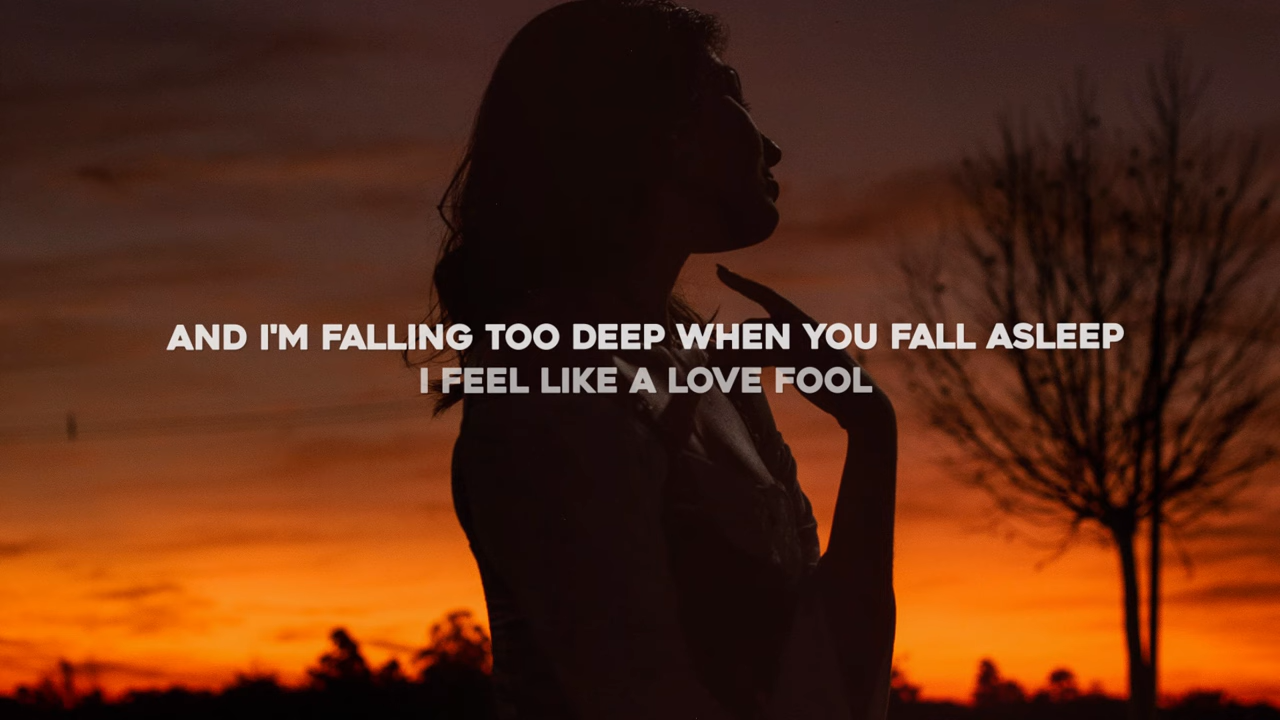 AND I'M FALLING TOO DEEP WHEN YOU FALL ASLEEP
I FEEL LIKE A LOVE FOOL